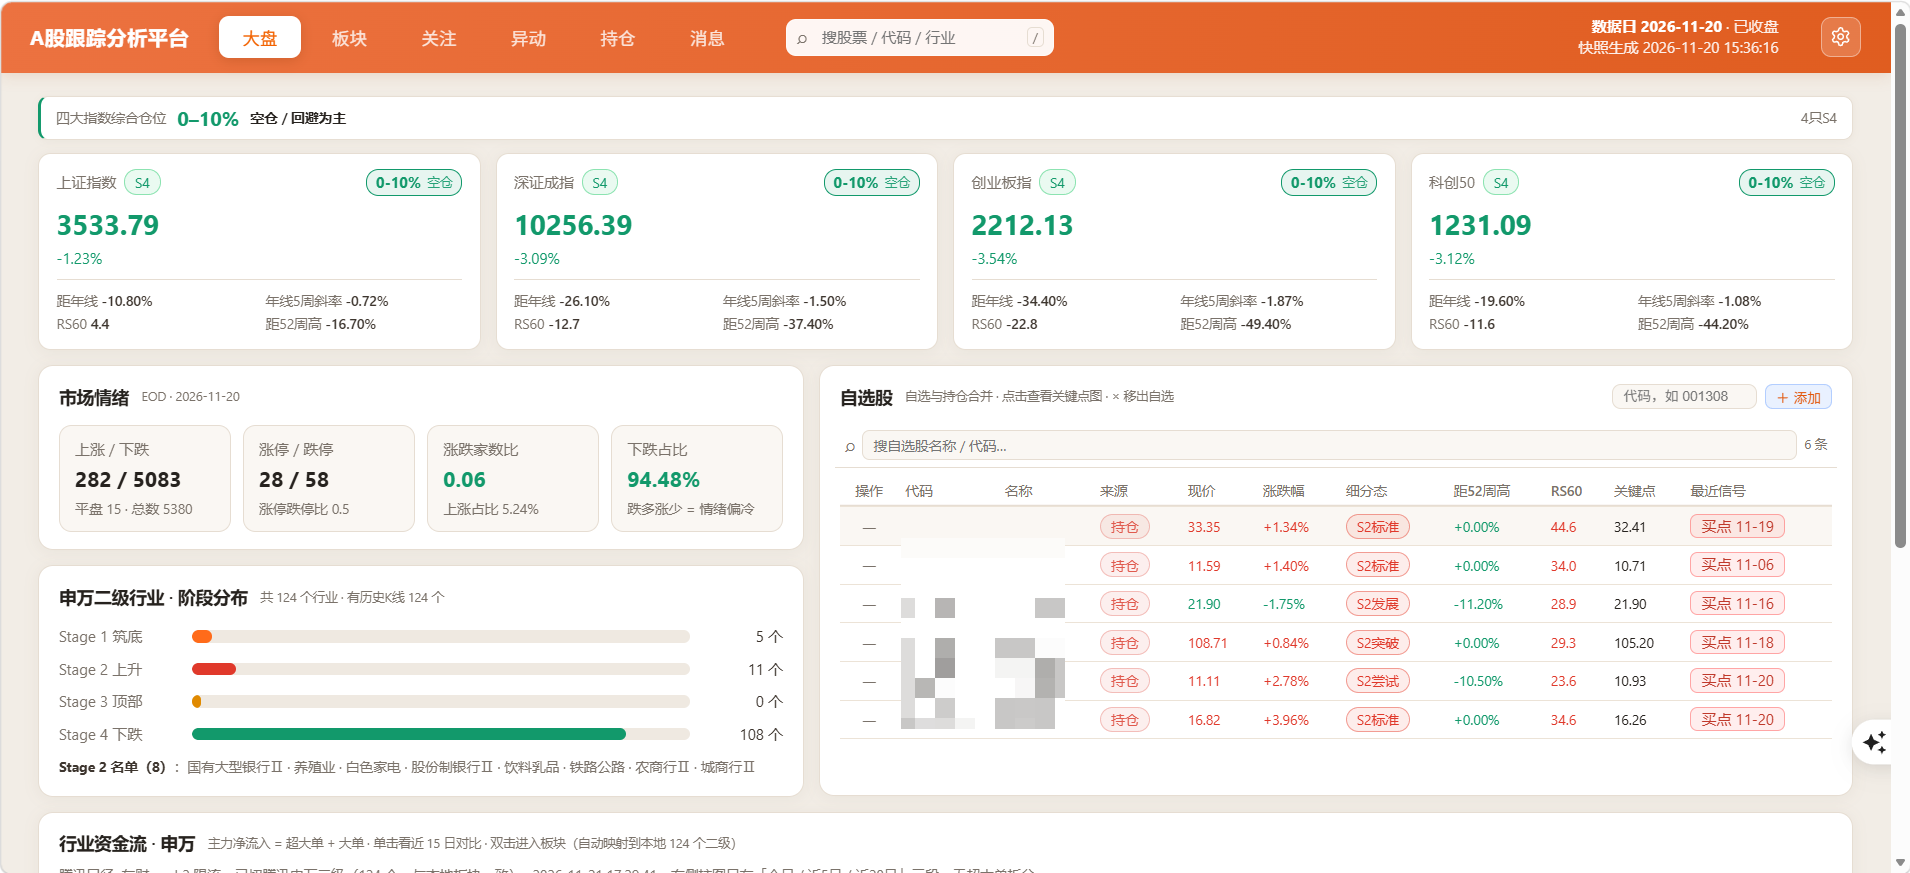 A股跟踪分析平台 大盘 板块 关注 异动 持仓 消息 搜股票 / 代码 / 行业 /
数据日 2026-11-20 · 已收盘
快照生成 2026-11-20 15:36:16
四大指数综合仓位 0–10% 空仓 / 回避为主 4只S4
上证指数 S4 0-10% 空仓
3533.79
-1.23%
距年线 -10.80% 年线5周斜率 -0.72%
RS60 4.4 距52周高 -16.70%
深证成指 S4 0-10% 空仓
10256.39
-3.09%
距年线 -26.10% 年线5周斜率 -1.50%
RS60 -12.7 距52周高 -37.40%
创业板指 S4 0-10% 空仓
2212.13
-3.54%
距年线 -34.40% 年线5周斜率 -1.87%
RS60 -22.8 距52周高 -49.40%
科创50 S4 0-10% 空仓
1231.09
-3.12%
距年线 -19.60% 年线5周斜率 -1.08%
RS60 -11.6 距52周高 -44.20%
市场情绪 EOD · 2026-11-20
上涨 / 下跌
282 / 5083
平盘 15 · 总数 5380
涨停 / 跌停
28 / 58
涨停跌停比 0.5
涨跌家数比
0.06
上涨占比 5.24%
下跌占比
94.48%
跌多涨少 = 情绪偏冷
申万二级行业 · 阶段分布 共 124 个行业 · 有历史K线 124 个
Stage 1 筑底 5 个
Stage 2 上升 11 个
Stage 3 顶部 0 个
Stage 4 下跌 108 个
Stage 2 名单（8）： 国有大型银行Ⅱ · 养殖业 · 白色家电 · 股份制银行Ⅱ · 饮料乳品 · 铁路公路 · 农商行Ⅱ · 城商行Ⅱ
自选股 自选与持仓合并 · 点击查看关键点图 · × 移出自选 代码，如 001308 ＋ 添加
搜自选股名称 / 代码... 6 条
操作 代码 名称 来源 现价 涨跌幅 细分态 距52周高 RS60 关键点 最近信号
— 持仓 33.35 +1.34% S2标准 +0.00% 44.6 32.41 买点 11-19
— 持仓 11.59 +1.40% S2标准 +0.00% 34.0 10.71 买点 11-06
— 持仓 21.90 -1.75% S2发展 -11.20% 28.9 21.90 买点 11-16
— 持仓 108.71 +0.84% S2突破 +0.00% 29.3 105.20 买点 11-18
— 持仓 11.11 +2.78% S2尝试 -10.50% 23.6 10.93 买点 11-20
— 持仓 16.82 +3.96% S2标准 +0.00% 34.6 16.26 买点 11-20
行业资金流 · 申万 主力净流入 = 超大单 + 大单 · 单击看近 15 日对比 · 双击进入板块（自动映射到本地 124 个二级）